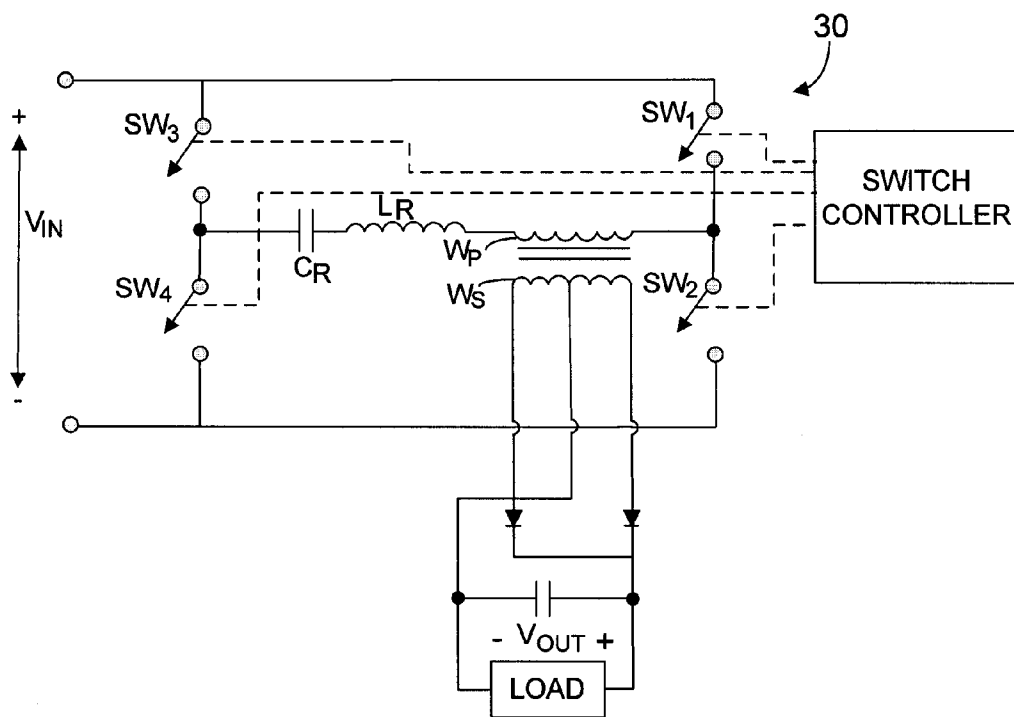 30
+
SW3
SW1
SWITCH
CONTROLLER
VIN
LR
WP
CR
SW4
WS
SW2
-
- VOUT +
LOAD